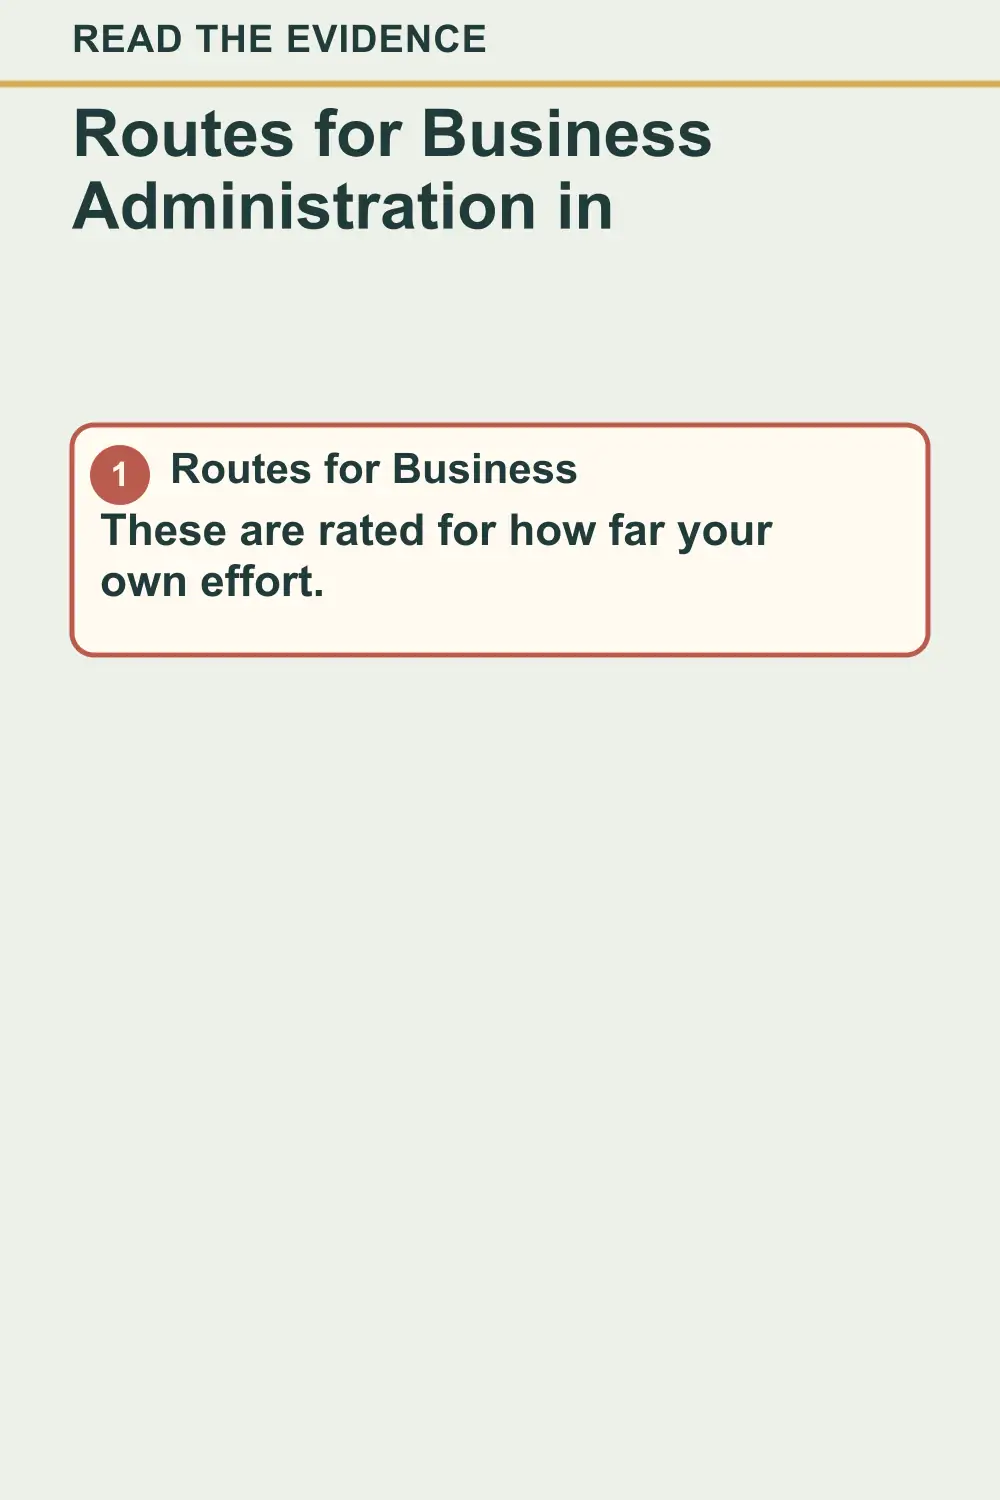 READ THE EVIDENCE
Routes for Business
Administration in
1 Routes for Business
These are rated for how far your
own effort.